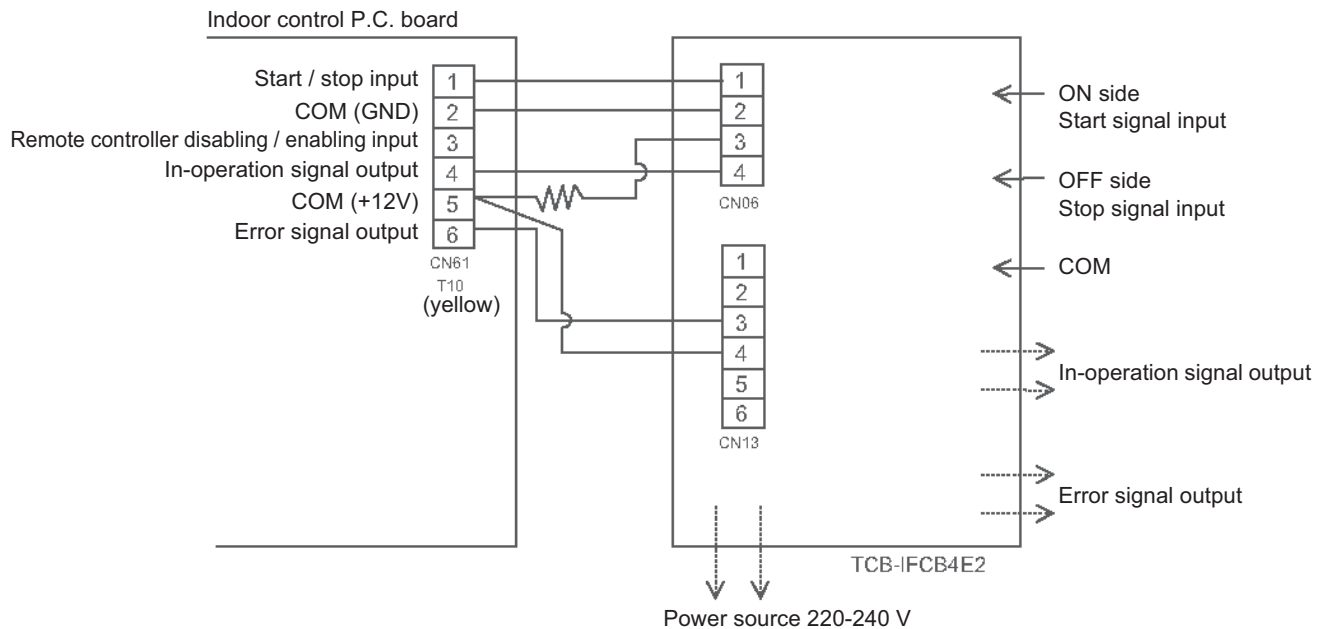 Indoor control P.C. board
Start / stop input
COM (GND)
Remote controller disabling / enabling input
In-operation signal output
COM (+12V)
Error signal output
1
2
3
4
5
6
CN61
T10
(yellow)
1
2
3
4
CN06
1
2
3
4
5
6
CN13
ON side
Start signal input
OFF side
Stop signal input
COM
In-operation signal output
Error signal output
TCB-IFCB4E2
Power source 220-240 V